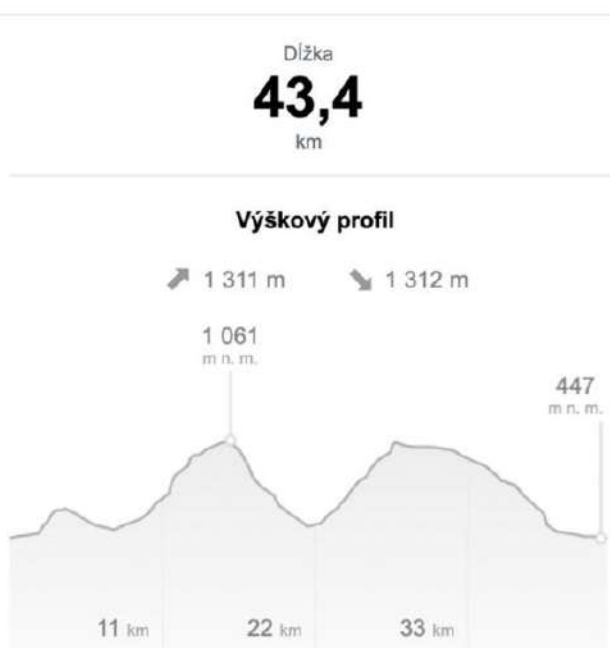 Dĺžka
43,4
km
Výškový profil
1 311 m 1 312 m
1 061
m n. m.
447
m n. m.
11 km 22 km 33 km